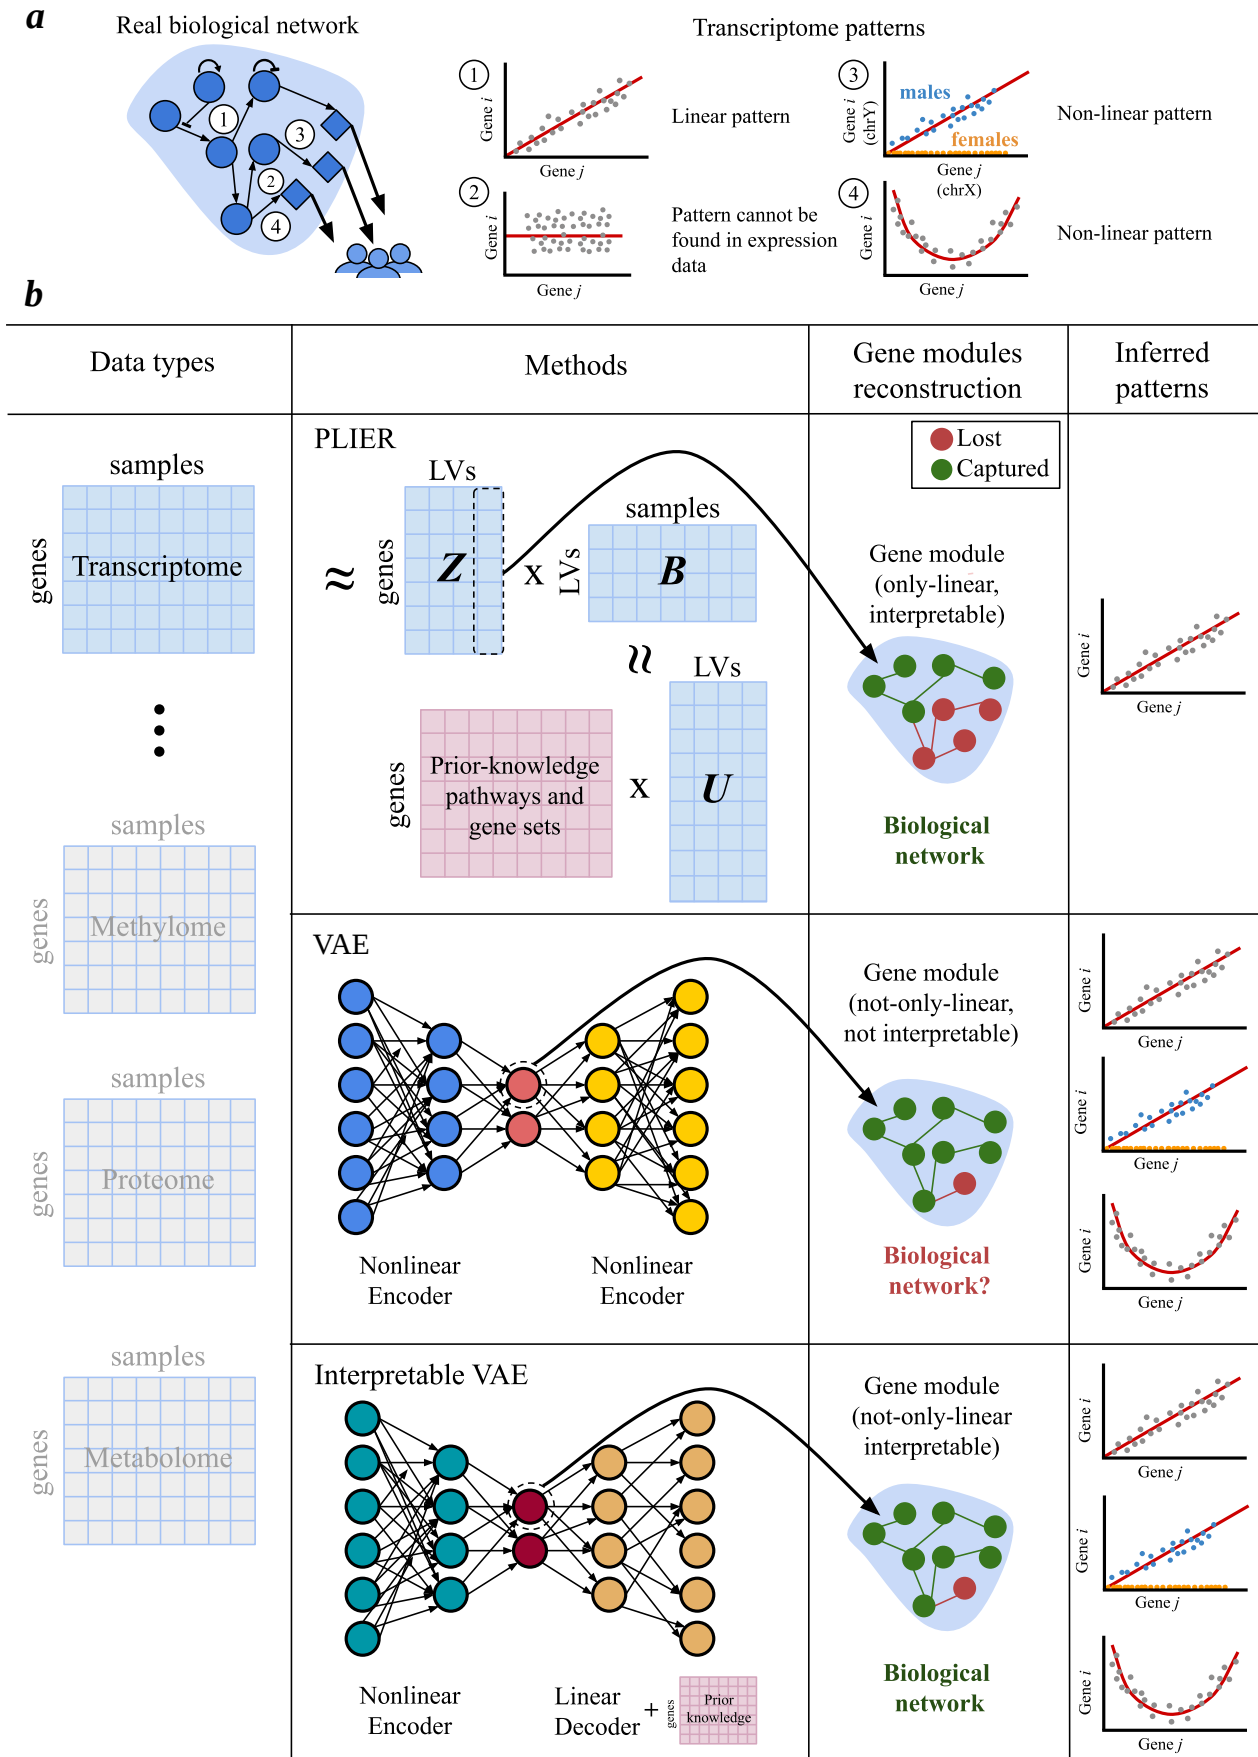 a
Real biological network
1
2
3
4
Transcriptome patterns
1
Gene i
Gene j
Linear pattern
2
Gene i
Gene j
Pattern cannot be
found in expression
data
3
Gene i
(chrY)
males
females
Gene j
(chrX)
Non-linear pattern
4
Gene i
Gene j
Non-linear pattern
b
Data types
Methods
Gene modules
reconstruction
Inferred
patterns
samples
genes
Transcriptome
samples
genes
Methylome
samples
genes
Proteome
samples
genes
Metabolome
PLIER
≈
LVs
genes
Z
x
samples
LVs
B
≈
genes
Prior-knowledge
pathways and
gene sets
x
LVs
U
Lost
Captured
Gene module
(only-linear,
interpretable)
Biological
network
Gene i
Gene j
VAE
Nonlinear
Encoder
Nonlinear
Encoder
Gene module
(not-only-linear,
not interpretable)
Biological
network?
Gene i
Gene j
Gene i
Gene j
Gene i
Gene j
Interpretable VAE
Nonlinear
Encoder
Linear
Decoder
+
genes
Prior
knowledge
Gene module
(not-only-linear
interpretable)
Biological
network
Gene i
Gene j
Gene i
Gene j
Gene i
Gene j